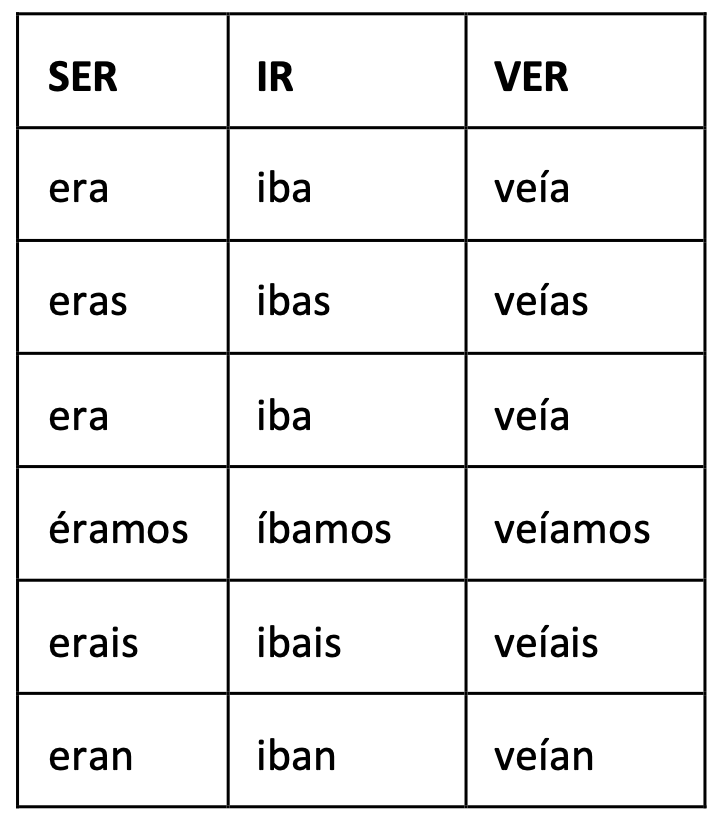 SER IR VER
era iba veía
eras ibas veías
era iba veía
éramos íbamos veíamos
erais ibais veíais
eran iban veían